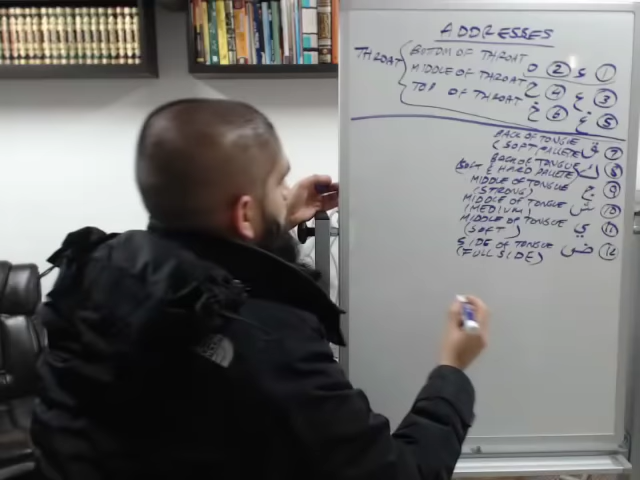 ADDRESSES
THROAT
BOTTOM OF THROAT ء ① ه ②
MIDDLE OF THROAT ع ③ ح ④
TOP OF THROAT غ ⑤ خ ⑥
BACK OF TONGUE
(SOFT PALLETE) ق ⑦
BACK OF TONGUE
(SOFT & HARD PALLETE) ك ⑧
MIDDLE OF TONGUE
(STRONG) ج ⑨
MIDDLE OF TONGUE
(MEDIUM) ش ⑩
MIDDLE OF TONGUE
(SOFT) ي ⑪
SIDE OF TONGUE
(FULL SIDE) ض ⑫